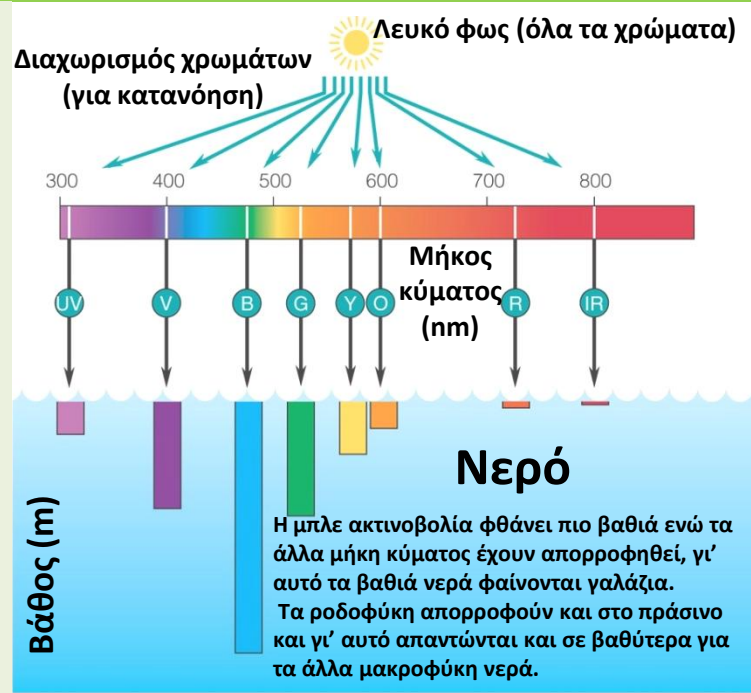 Λευκό φως (όλα τα χρώματα)
Διαχωρισμός χρωμάτων
(για κατανόηση)
300 400 500 600 700 800
Μήκος
κύματος
(nm)
UV V B G Y O R IR
Νερό
Βάθος (m)
Η μπλε ακτινοβολία φθάνει πιο βαθιά ενώ τα
άλλα μήκη κύματος έχουν απορροφηθεί, γι’
αυτό τα βαθιά νερά φαίνονται γαλάζια.
Τα ροδοφύκη απορροφούν και στο πράσινο
και γι’ αυτό απαντώνται και σε βαθύτερα για
τα άλλα μακροφύκη νερά.